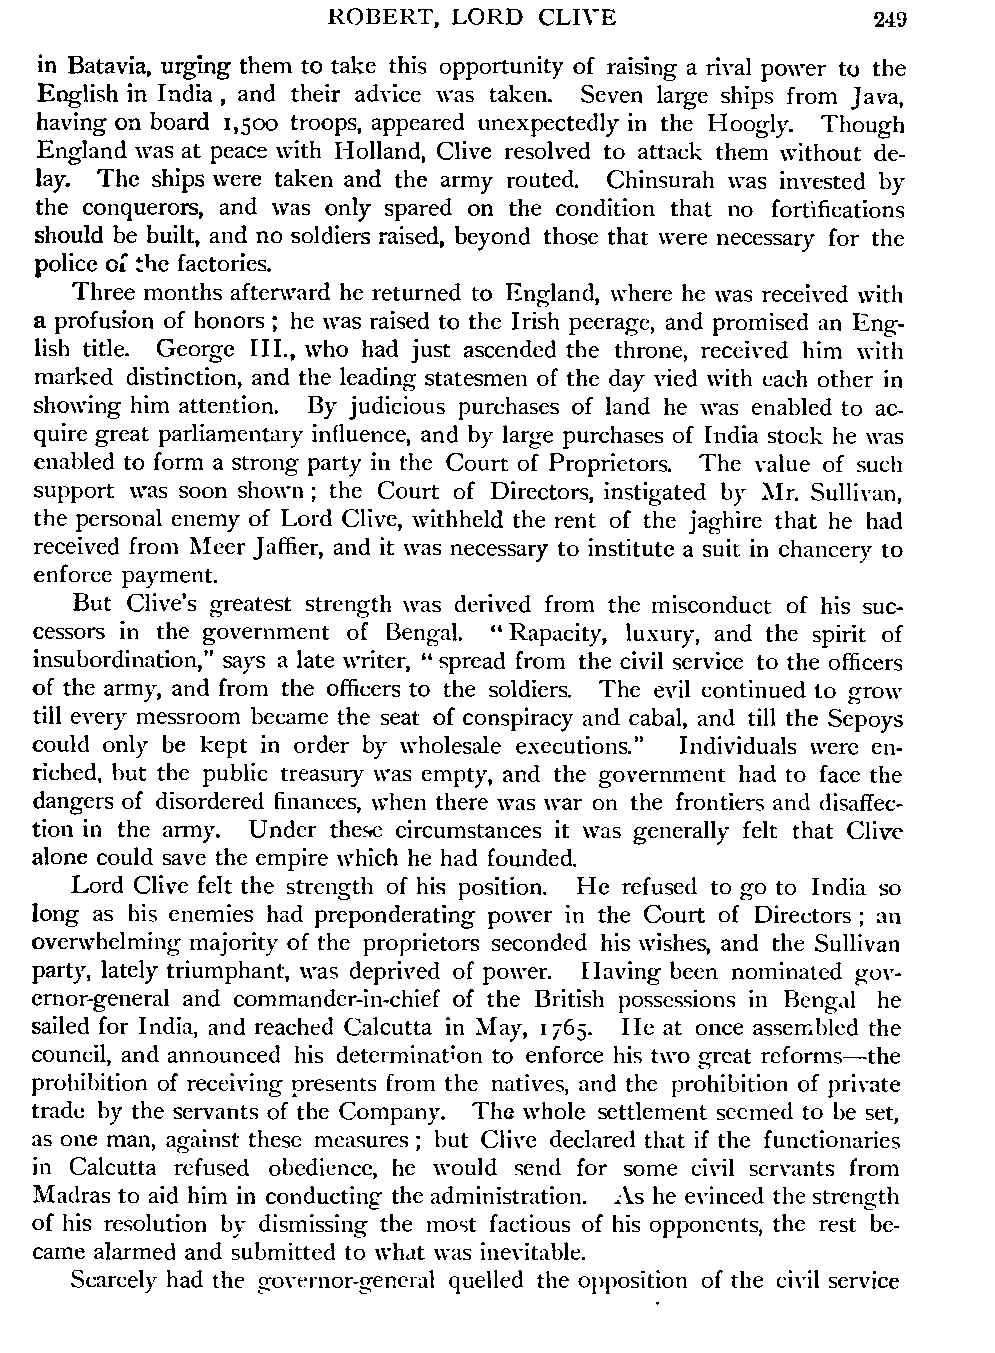 ROBERT, LORD CLIVE 249
in Batavia, urging them to take this opportunity of raising a rival power to the
English in India, and their advice was taken. Seven large ships from Java,
having on board 1,500 troops, appeared unexpectedly in the Hoogly. Though
England was at peace with Holland, Clive resolved to attack them without de-
lay. The ships were taken and the army routed. Chinsurah was invested by
the conquerors, and was only spared on the condition that no fortifications
should be built, and no soldiers raised, beyond those that were necessary for the
police of the factories.
Three months afterward he returned to England, where he was received with
a profusion of honors; he was raised to the Irish peerage, and promised an Eng-
lish title. George III., who had just ascended the throne, received him with
marked distinction, and the leading statesmen of the day vied with each other in
showing him attention. By judicious purchases of land he was enabled to ac-
quire great parliamentary influence, and by large purchases of India stock he was
enabled to form a strong party in the Court of Proprietors. The value of such
support was soon shown; the Court of Directors, instigated by Mr. Sullivan,
the personal enemy of Lord Clive, withheld the rent of the jaghire that he had
received from Meer Jaffier, and it was necessary to institute a suit in chancery to
enforce payment.
But Clive's greatest strength was derived from the misconduct of his suc-
cessors in the government of Bengal. "Rapacity, luxury, and the spirit of
insubordination," says a late writer, "spread from the civil service to the officers
of the army, and from the officers to the soldiers. The evil continued to grow
till every messroom became the seat of conspiracy and cabal, and till the Sepoys
could only be kept in order by wholesale executions." Individuals were en-
riched, but the public treasury was empty, and the government had to face the
dangers of disordered finances, when there was war on the frontiers and disaffec-
tion in the army. Under these circumstances it was generally felt that Clive
alone could save the empire which he had founded.
Lord Clive felt the strength of his position. He refused to go to India so
long as his enemies had preponderating power in the Court of Directors; an
overwhelming majority of the proprietors seconded his wishes, and the Sullivan
party, lately triumphant, was deprived of power. Having been nominated gov-
ernor-general and commander-in-chief of the British possessions in Bengal he
sailed for India, and reached Calcutta in May, 1765. He at once assembled the
council, and announced his determination to enforce his two great reforms—the
prohibition of receiving presents from the natives, and the prohibition of private
trade by the servants of the Company. The whole settlement seemed to be set,
as one man, against these measures; but Clive declared that if the functionaries
in Calcutta refused obedience, he would send for some civil servants from
Madras to aid him in conducting the administration. As he evinced the strength
of his resolution by dismissing the most factious of his opponents, the rest be-
came alarmed and submitted to what was inevitable.
Scarcely had the governor-general quelled the opposition of the civil service